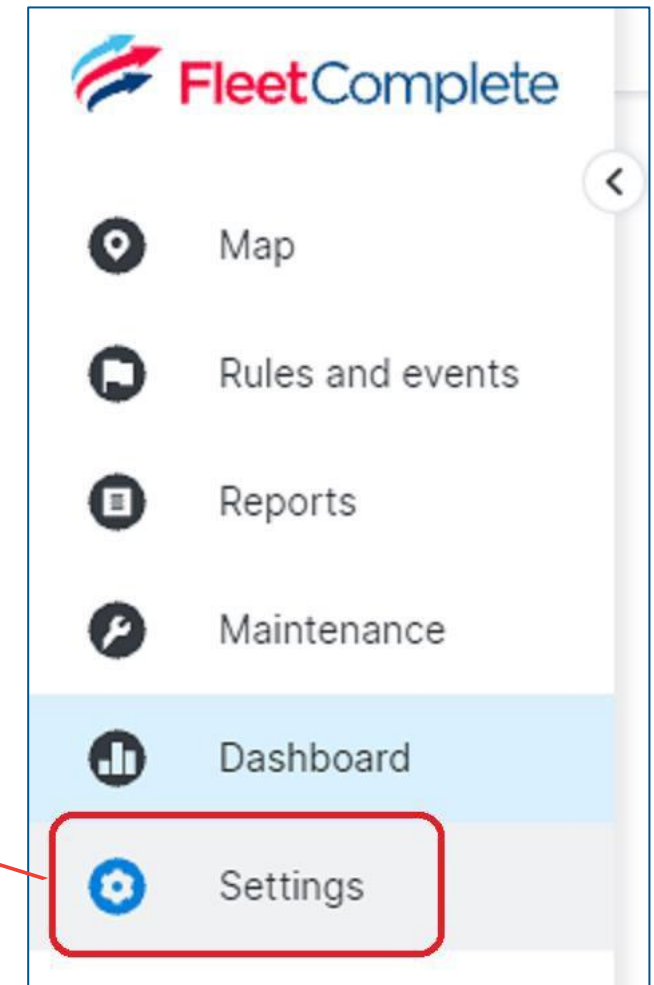 FleetComplete
Map
Rules and events
Reports
Maintenance
Dashboard
Settings